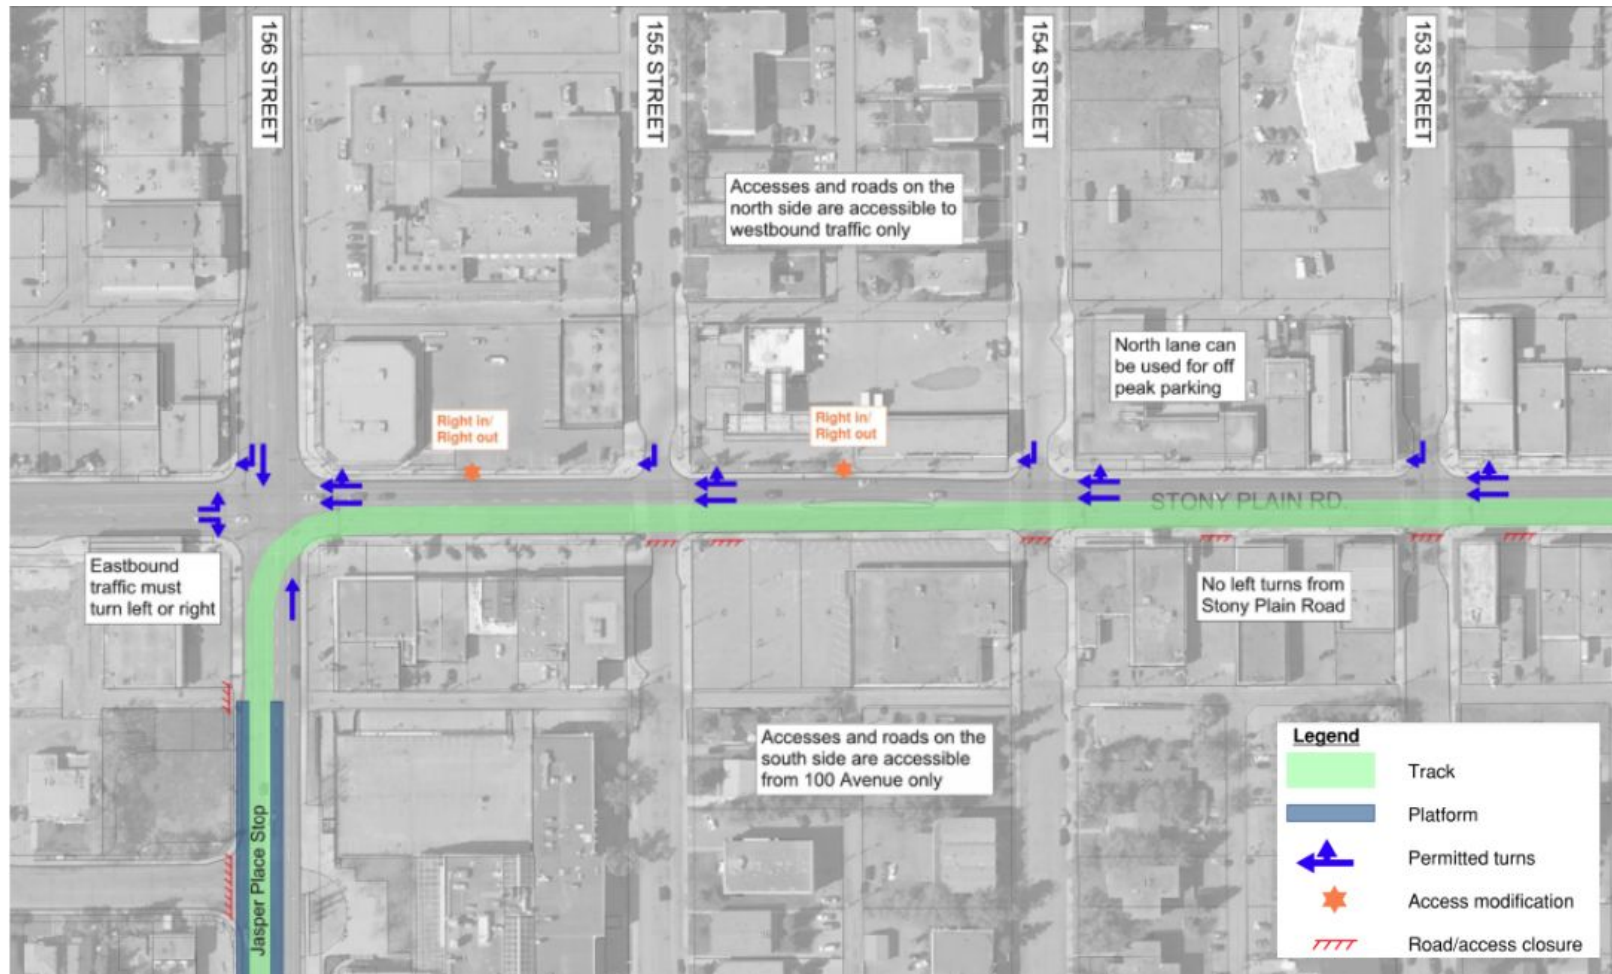 156 STREET
155 STREET
154 STREET
153 STREET
Accesses and roads on the
north side are accessible to
westbound traffic only
North lane can
be used for off
peak parking
Right in/
Right out
Right in/
Right out
STONY PLAIN RD.
Eastbound
traffic must
turn left or right
No left turns from
Stony Plain Road
Accesses and roads on the
south side are accessible
from 100 Avenue only
Jasper Place Stop
Legend
Track
Platform
Permitted turns
Access modification
Road/access closure